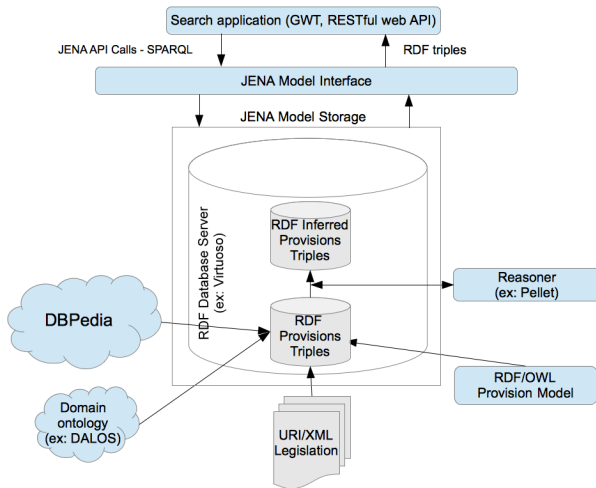 Search application (GWT, RESTful web API)
JENA API Calls - SPARQL
RDF triples
JENA Model Interface
JENA Model Storage
RDF Database Server
(ex: Virtuoso)
RDF Inferred
Provisions
Triples
Reasoner
(ex: Pellet)
DBPedia
RDF
Provisions
Triples
RDF/OWL
Provision Model
Domain
ontology
(ex: DALOS)
URI/XML
Legislation